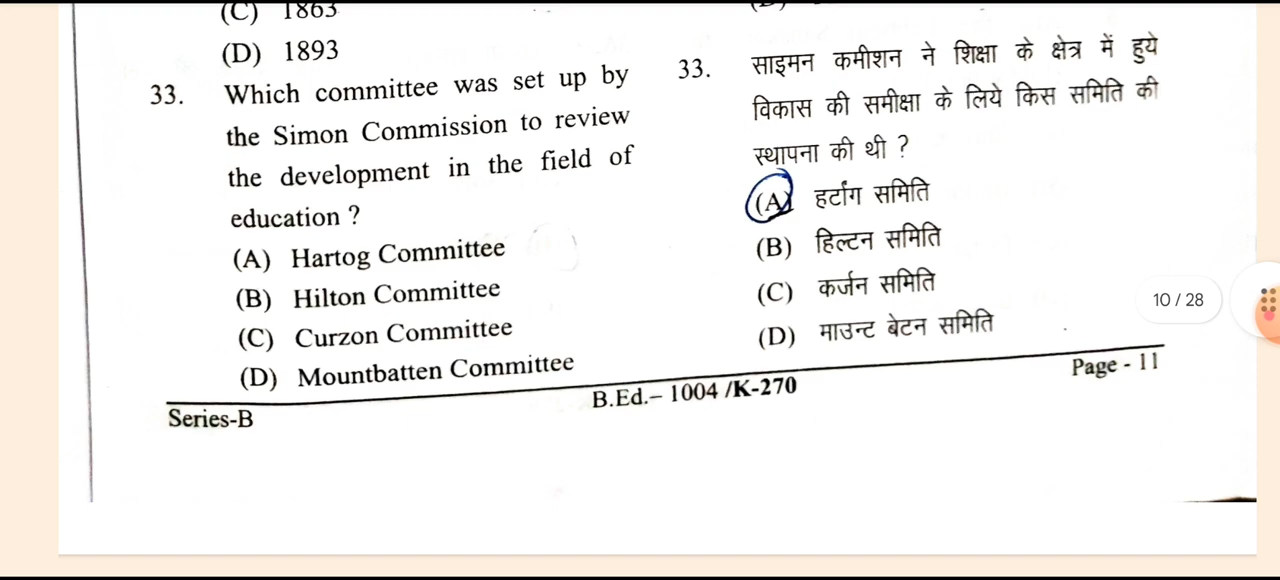 (C) 1863
(D) 1893
33. Which committee was set up by
the Simon Commission to review
the development in the field of
education ?
(A) Hartog Committee
(B) Hilton Committee
(C) Curzon Committee
(D) Mountbatten Committee
33. साइमन कमीशन ने शिक्षा के क्षेत्र में हुये
विकास की समीक्षा के लिये किस समिति की
स्थापना की थी ?
(A) हर्टाग समिति
(B) हिल्टन समिति
(C) कर्जन समिति
(D) माउन्ट बेटन समिति
10 / 28
Series-B
B.Ed.– 1004 /K-270
Page - 11